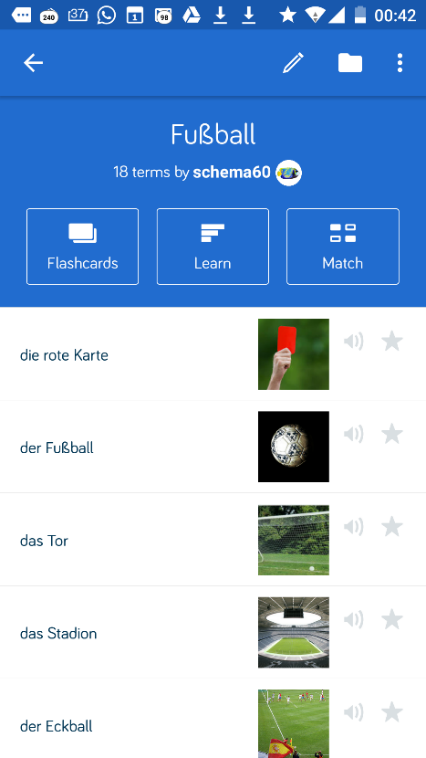 240 37 1 98 00:42
Fußball
18 terms by schema60
Flashcards Learn Match
die rote Karte
der Fußball
das Tor
das Stadion
der Eckball